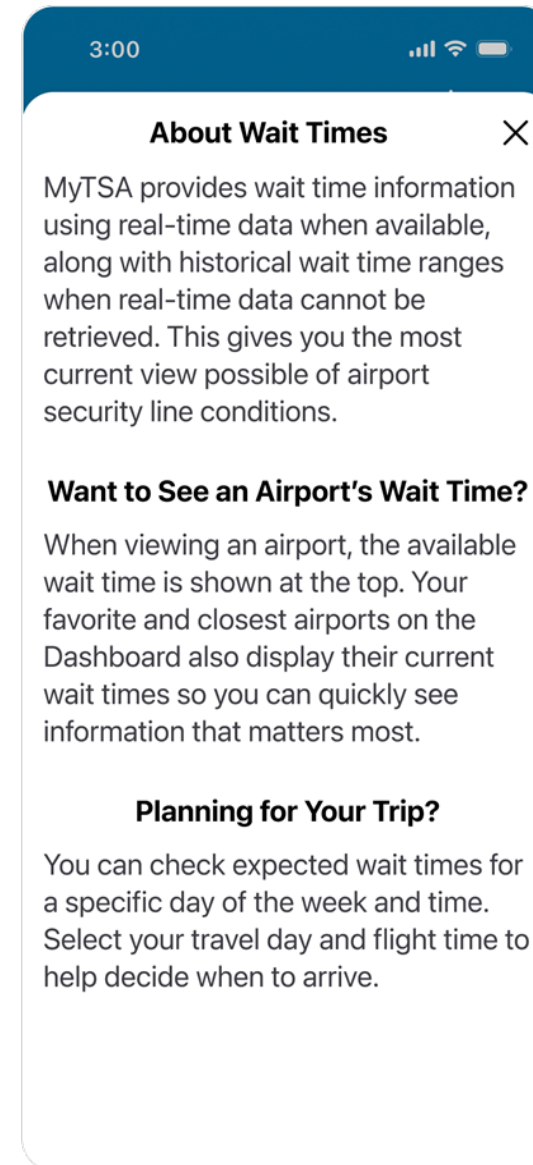 3:00
About Wait Times
MyTSA provides wait time information
using real-time data when available,
along with historical wait time ranges
when real-time data cannot be
retrieved. This gives you the most
current view possible of airport
security line conditions.
Want to See an Airport’s Wait Time?
When viewing an airport, the available
wait time is shown at the top. Your
favorite and closest airports on the
Dashboard also display their current
wait times so you can quickly see
information that matters most.
Planning for Your Trip?
You can check expected wait times for
a specific day of the week and time.
Select your travel day and flight time to
help decide when to arrive.